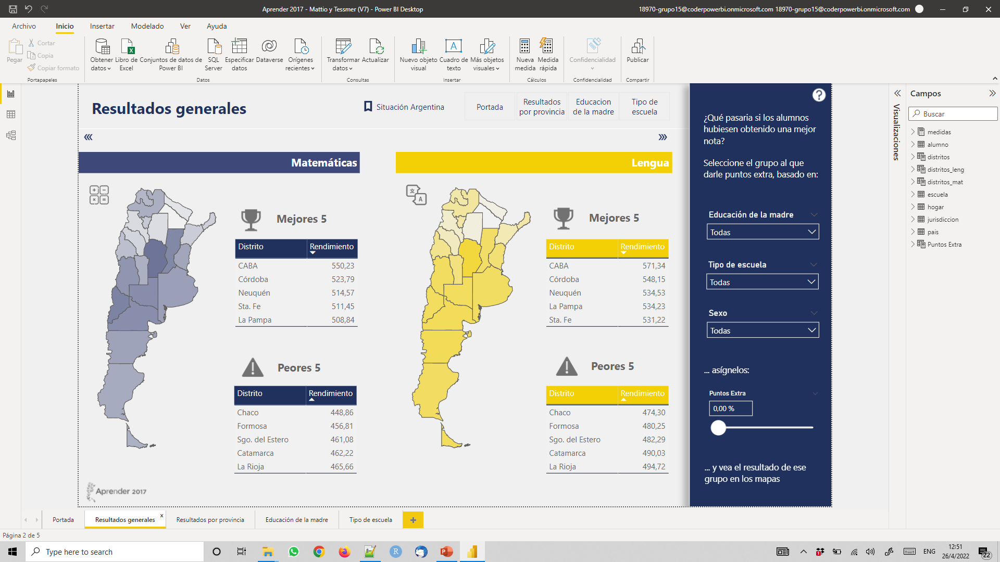 Aprender 2017 - Mattio y Tessmer (V7) - Power BI Desktop
18970-grupo15@coderpowerbi.onmicrosoft.com 18970-grupo15@coderpowerbi.onmicrosoft.com
Archivo Inicio Insertar Modelado Ver Ayuda
Pegar
Cortar
Copia
Copiar formato
Portapapeles
Obtener datos
Libro de Excel
Conjuntos de datos de Power BI
SQL Server
Especificar datos
Dataverse
Orígenes recientes
Datos
Transformar datos
Actualizar
Consultas
Nuevo objeto visual
Cuadro de texto
Más objetos visuales
Insertar
Nueva medida
Medida rápida
Cálculos
Confidencialidad
Confidencialidad
Publicar
Compartir
Resultados generales
Situación Argentina
Portada
Resultados
por provincia
Educacion
de la madre
Tipo de
escuela
Matemáticas
Mejores 5
Distrito Rendimiento
CABA 550,23
Córdoba 523,79
Neuquén 514,57
Sta. Fe 511,45
La Pampa 508,84
Peores 5
Distrito Rendimiento
Chaco 448,86
Formosa 456,81
Sgo. del Estero 461,08
Catamarca 462,22
La Rioja 465,66
Aprender 2017
Lengua
文 A
Mejores 5
Distrito Rendimiento
CABA 571,34
Córdoba 548,15
Neuquén 534,53
La Pampa 534,23
Sta. Fe 531,22
Peores 5
Distrito Rendimiento
Chaco 474,30
Formosa 480,25
Sgo. del Estero 482,29
Catamarca 490,03
La Rioja 494,72
?
¿Qué pasaria si los alumnos
hubiesen obtenido una mejor
nota?
Seleccione el grupo al que
darle puntos extra, basado en:
Educación de la madre
Todas
Tipo de escuela
Todas
Sexo
Todas
... asígnelos:
Puntos Extra
0,00 %
... y vea el resultado de ese
grupo en los mapas
Visualizaciones
Campos
Buscar
medidas
alumno
distritos
distritos_leng
distritos_mat
escuela
hogar
jurisdiccion
pais
Puntos Extra
Portada
Resultados generales x
Resultados por provincia
Educación de la madre
Tipo de escuela
+
Página 2 de 5
Type here to search
R
ENG
12:51
26/4/2022
22